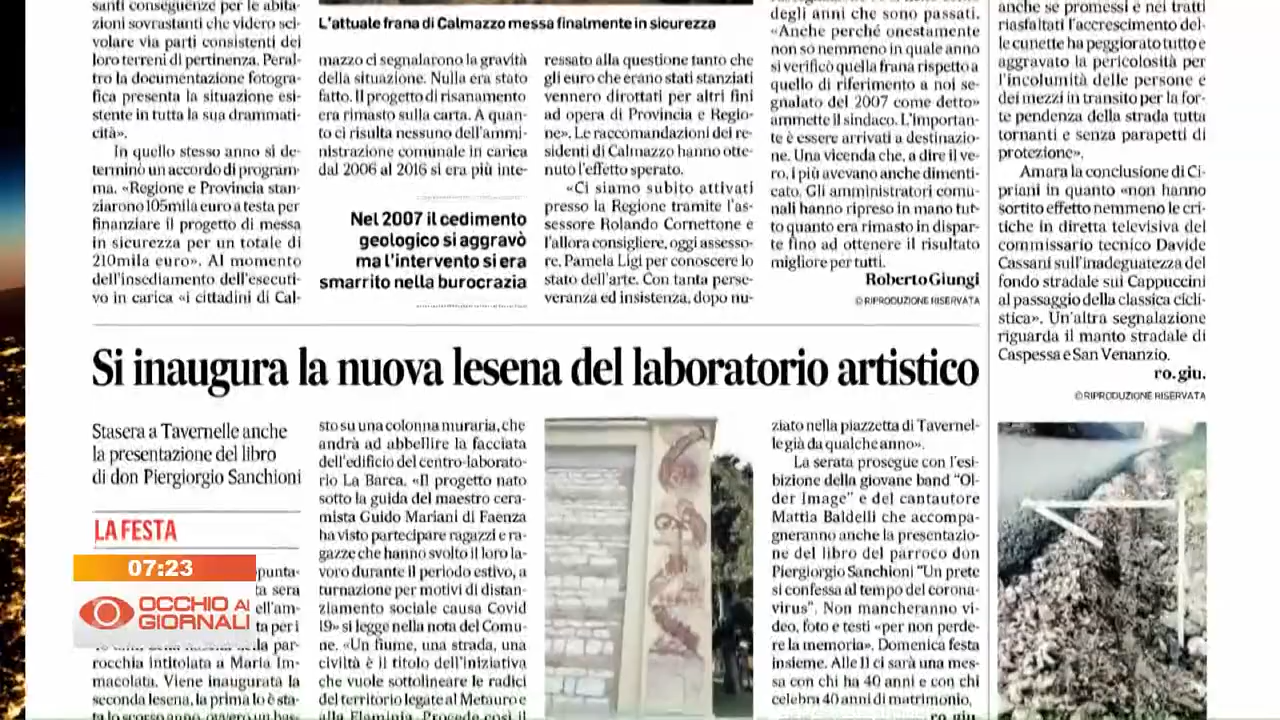 santi conseguenze per le abita-
zioni sovrastanti che videro sci-
volare via parti consistenti dei
loro terreni di pertinenza. Peral-
tro la documentazione fotogra-
fica presenta la situazione esi-
stente in tutta la sua drammati-
cità».
In quello stesso anno si de-
terminò un accordo di program-
ma. «Regione e Provincia stan-
ziarono 105mila euro a testa per
finanziare il progetto di messa
in sicurezza per un totale di
210mila euro». Al momento
dell'insediamento dell'esecuti-
vo in carica «i cittadini di Cal-
L'attuale frana di Calmazzo messa finalmente in sicurezza
mazzo ci segnalarono la gravità
della situazione. Nulla era stato
fatto. Il progetto di risanamento
era rimasto sulla carta. A quan-
to ci risulta nessuno dell'ammi-
nistrazione comunale in carica
dal 2006 al 2016 si era più inte-
Nel 2007 il cedimento
geologico si aggravò
ma l'intervento si era
smarrito nella burocrazia
ressato alla questione tanto che
gli euro che erano stati stanziati
vennero dirottati per altri fini
ad opera di Provincia e Regio-
ne». Le raccomandazioni dei re-
sidenti di Calmazzo hanno otte-
nuto l'effetto sperato.
«Ci siamo subito attivati
presso la Regione tramite l'as-
sessore Rolando Cornettone e
l'allora consigliere, oggi assesso-
re, Pamela Ligi per conoscere lo
stato dell'arte. Con tanta perse-
veranza ed insistenza, dopo nu-
degli anni che sono passati.
«Anche perché onestamente
non so nemmeno in quale anno
si verificò quella frana rispetto a
quello di riferimento a noi se-
gnalato del 2007 come detto»
ammette il sindaco. L'importan-
te è essere arrivati a destinazio-
ne. Una vicenda che, a dire il ve-
ro, i più avevano anche dimenti-
cato. Gli amministratori comu-
nali hanno ripreso in mano tut-
to quanto era rimasto in dispar-
te fino ad ottenere il risultato
migliore per tutti.
Roberto Giungi
© RIPRODUZIONE RISERVATA
anche se promessi e nei tratti
riasfaltati l'accrescimento del-
le cunette ha peggiorato tutto e
aggravato la pericolosità per
l'incolumità delle persone e
dei mezzi in transito per la for-
te pendenza della strada tutta
tornanti e senza parapetti di
protezione».
Amara la conclusione di Ci-
priani in quanto «non hanno
sortito effetto nemmeno le cri-
tiche in diretta televisiva del
commissario tecnico Davide
Cassani sull'inadeguatezza del
fondo stradale sui Cappuccini
al passaggio della classica cicli-
stica». Un'altra segnalazione
riguarda il manto stradale di
Caspessa e San Venanzio.
ro.giu.
© RIPRODUZIONE RISERVATA
Si inaugura la nuova lesena del laboratorio artistico
Stasera a Tavernelle anche
la presentazione del libro
di don Piergiorgio Sanchioni
LA FESTA
07:23
OCCHIO AI
GIORNALI
punta-
ta sera
ell'am-
ta per i
della par-
rocchia intitolata a Maria Im-
macolata. Viene inaugurata la
seconda lesena, la prima lo è sta-
ta lo scorso anno, ovvero un bas-
sto su una colonna muraria, che
andrà ad abbellire la facciata
dell'edificio del centro-laborato-
rio La Barca. «Il progetto nato
sotto la guida del maestro cera-
mista Guido Mariani di Faenza
ha visto partecipare ragazzi e ra-
gazze che hanno svolto il loro la-
voro durante il periodo estivo, a
turnazione per motivi di distan-
ziamento sociale causa Covid
19» si legge nella nota del Comu-
ne. «Un fiume, una strada, una
civiltà è il titolo dell'iniziativa
che vuole sottolineare le radici
del territorio legate al Metauro e
alla Flaminia. Procede così il
ziato nella piazzetta di Tavernel-
le già da qualche anno».
La serata prosegue con l'esi-
bizione della giovane band "Ol-
der Image" e del cantautore
Mattia Baldelli che accompa-
gneranno anche la presentazio-
ne del libro del parroco don
Piergiorgio Sanchioni "Un prete
si confessa al tempo del corona-
virus". Non mancheranno vi-
deo, foto e testi «per non perde-
re la memoria». Domenica festa
insieme. Alle 11 ci sarà una mes-
sa con chi ha 40 anni e con chi
celebra 40 anni di matrimonio.
ro. giu.